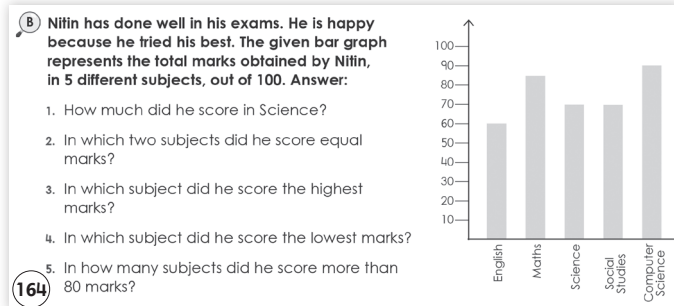 B Nitin has done well in his exams. He is happy
because he tried his best. The given bar graph
represents the total marks obtained by Nitin,
in 5 different subjects, out of 100. Answer:
1. How much did he score in Science?
2. In which two subjects did he score equal
marks?
3. In which subject did he score the highest
marks?
4. In which subject did he score the lowest marks?
5. In how many subjects did he score more than
80 marks?
164
100
90
80
70
60
50
40
30
20
10
English
Maths
Science
Social
Studies
Computer
Science